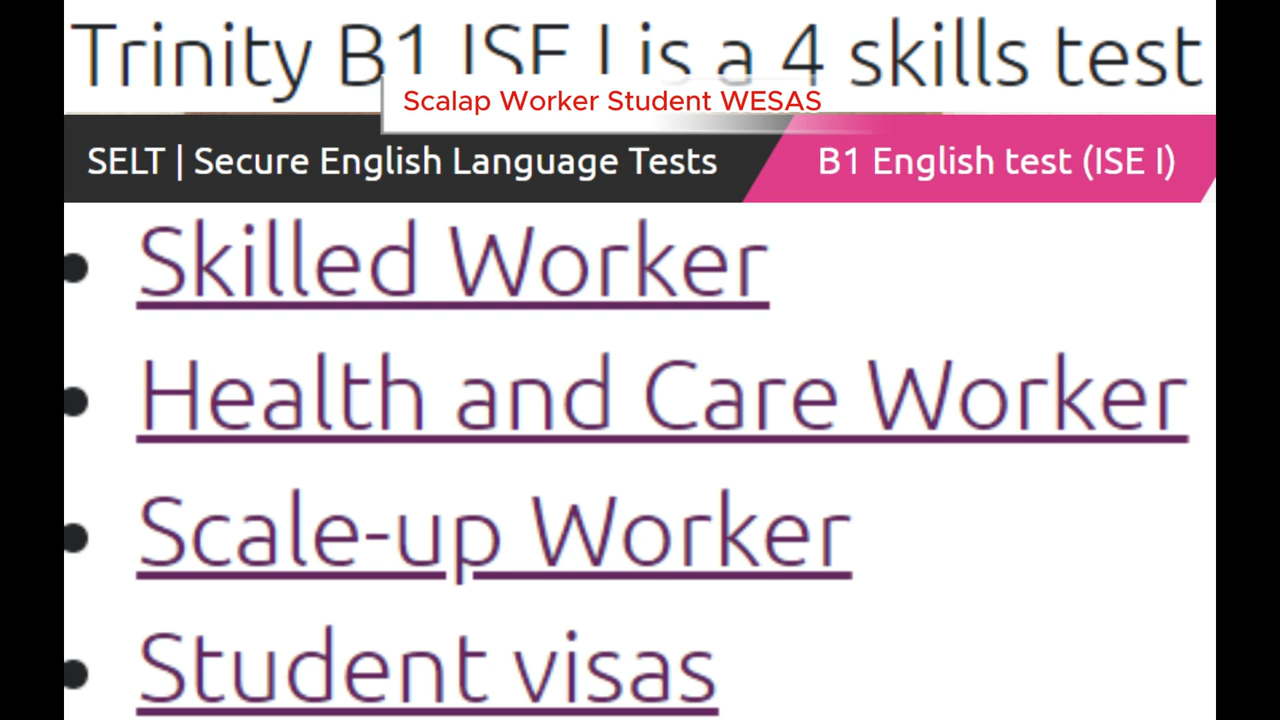 Trinity B1 ISE I is a 4 skills test
Scalap Worker Student WESAS
SELT | Secure English Language Tests
B1 English test (ISE I)
• Skilled Worker
• Health and Care Worker
• Scale-up Worker
• Student visas